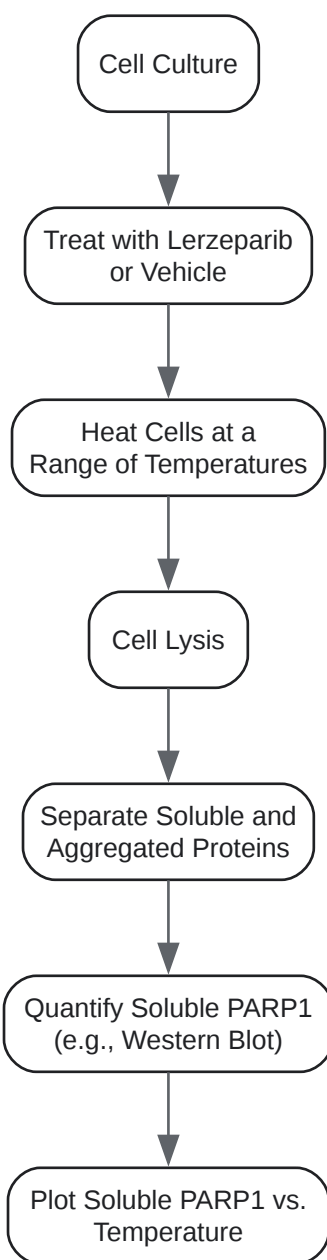 Cell Culture
Treat with Lerzeparib
or Vehicle
Heat Cells at a
Range of Temperatures
Cell Lysis
Separate Soluble and
Aggregated Proteins
Quantify Soluble PARP1
(e.g., Western Blot)
Plot Soluble PARP1 vs.
Temperature